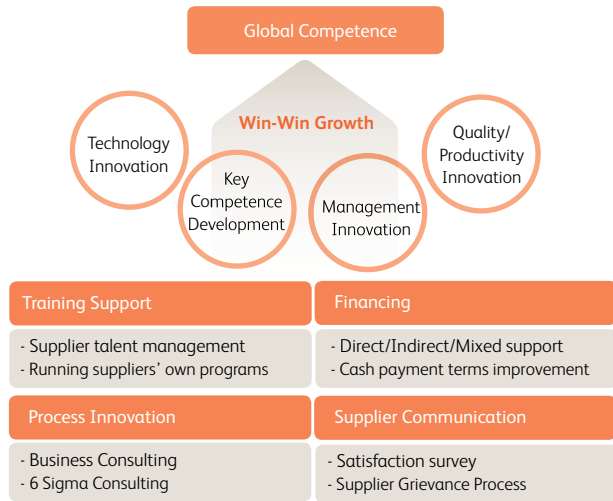 Global Competence
Win-Win Growth
Technology
Innovation
Key
Competence
Development
Management
Innovation
Quality/
Productivity
Innovation
Training Support
- Supplier talent management
- Running suppliers’ own programs
Financing
- Direct/Indirect/Mixed support
- Cash payment terms improvement
Process Innovation
- Business Consulting
- 6 Sigma Consulting
Supplier Communication
- Satisfaction survey
- Supplier Grievance Process